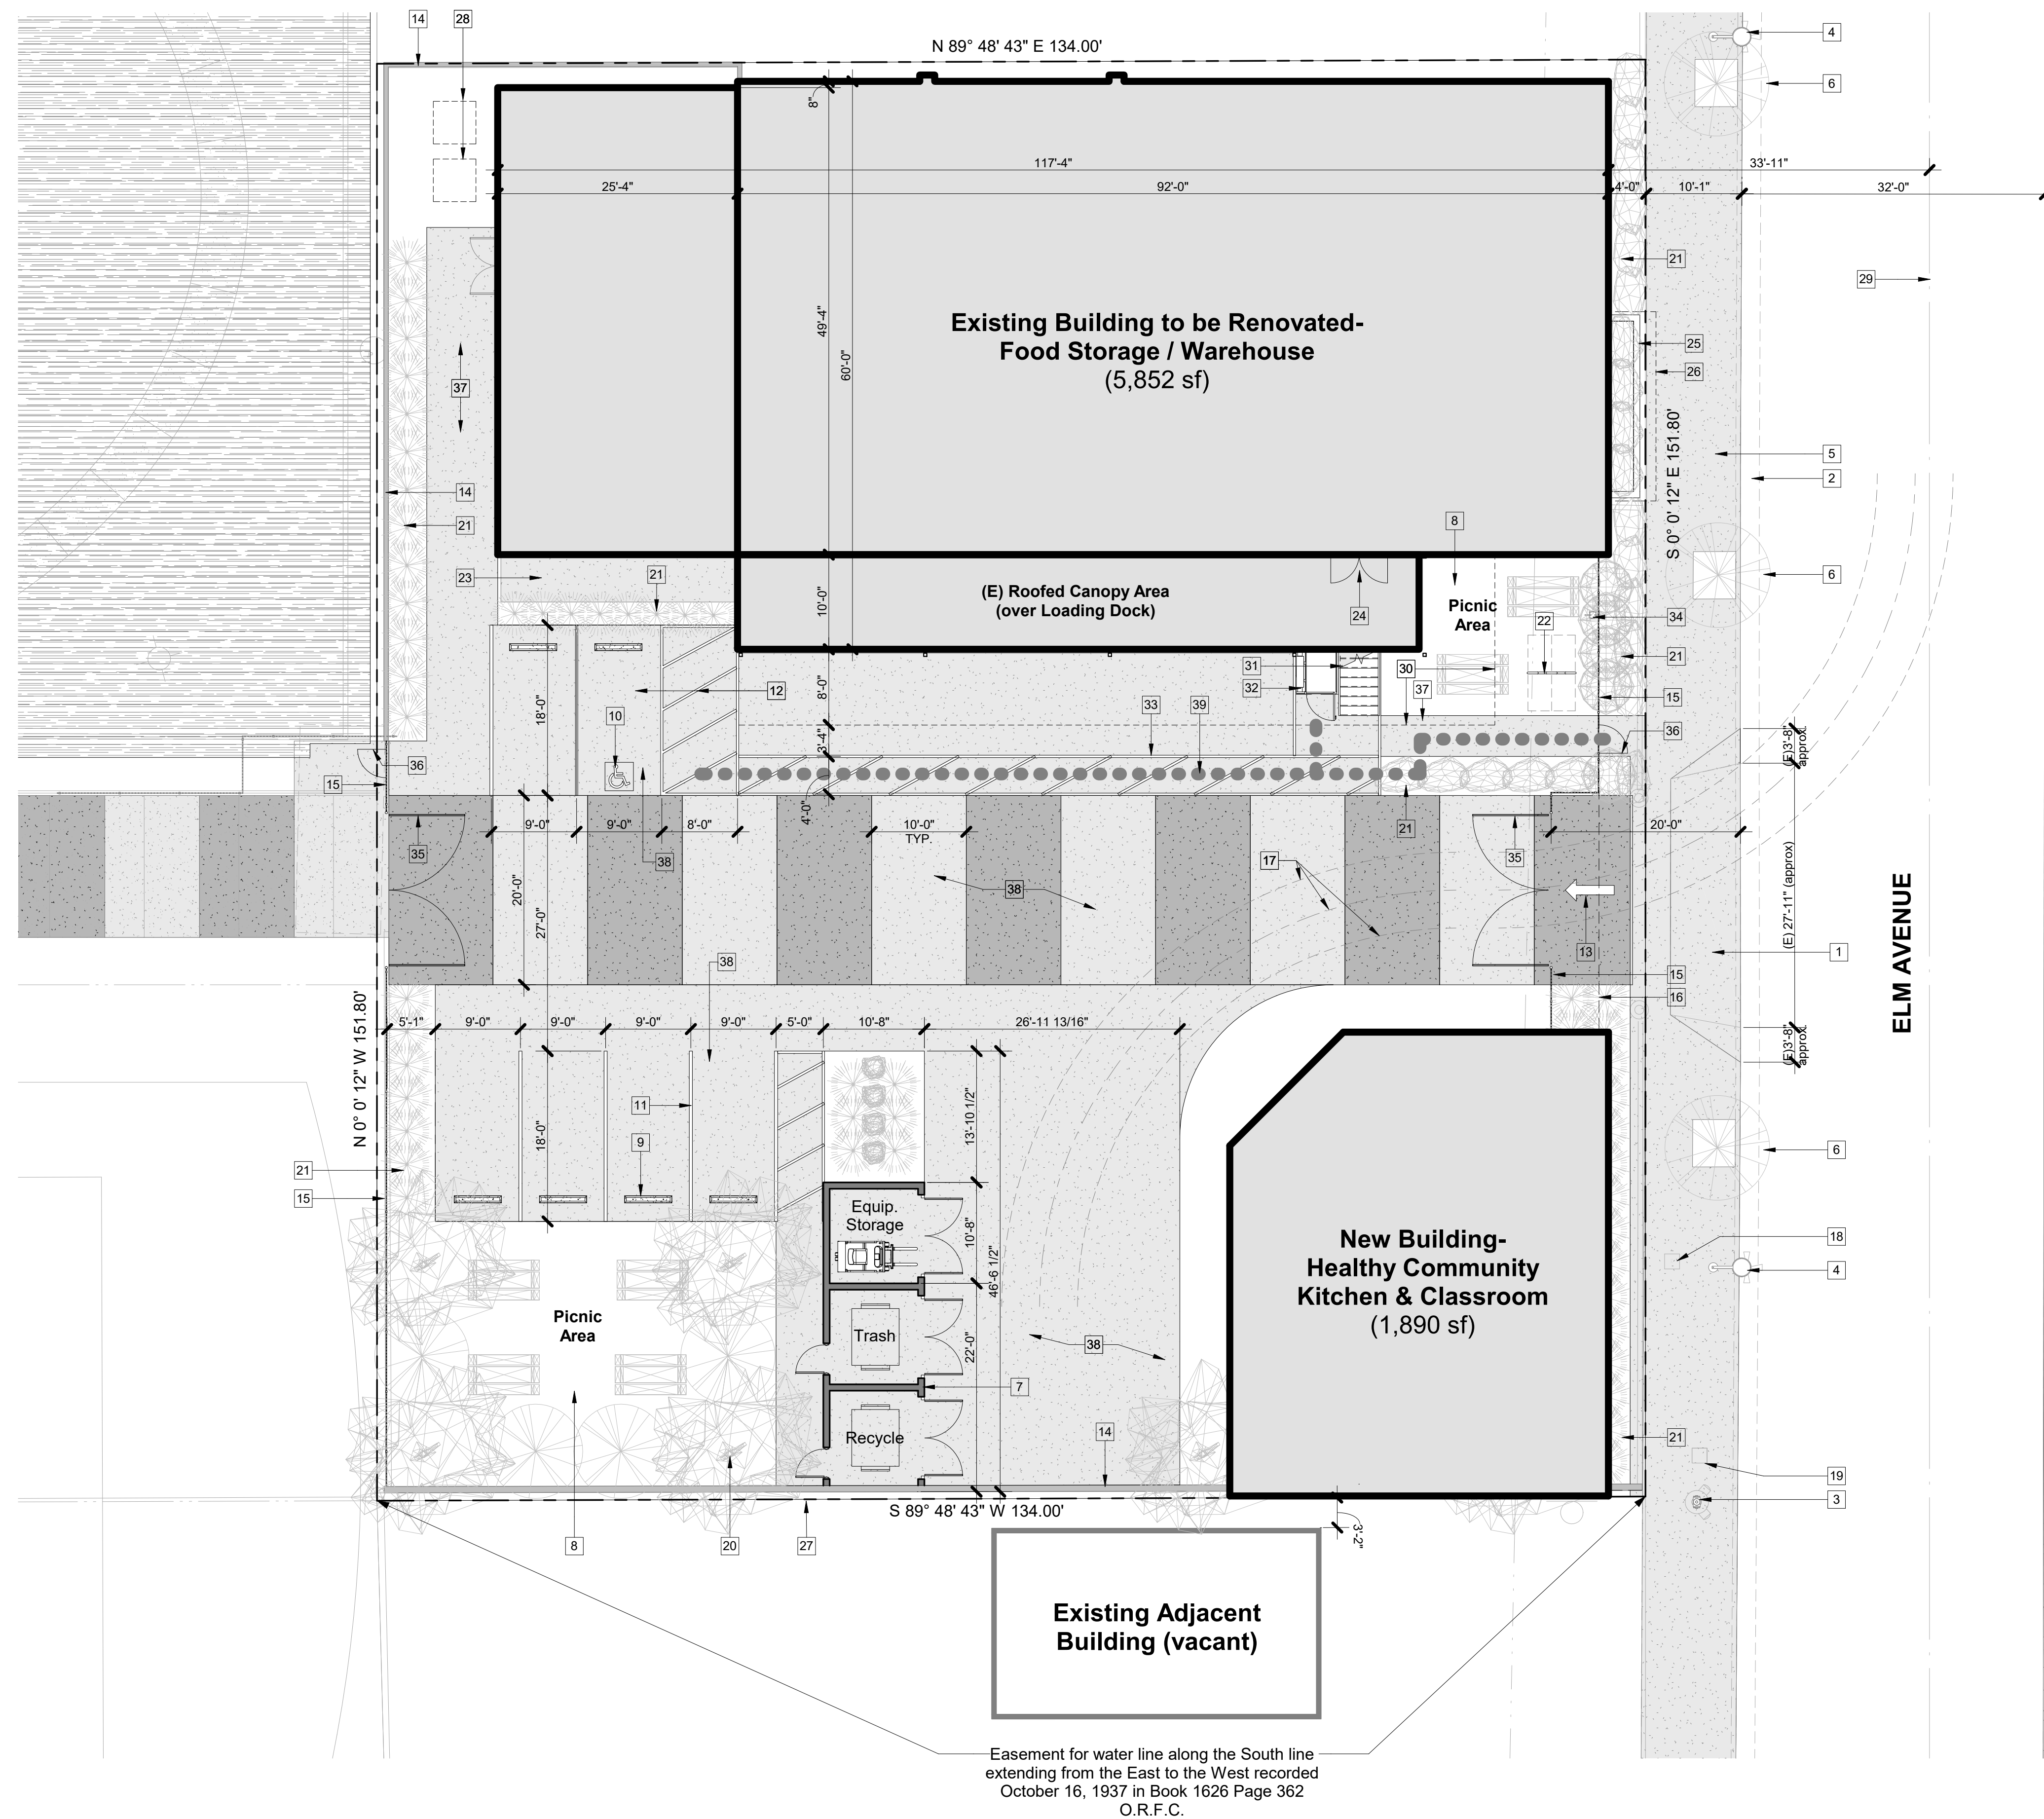 14
28
N 89° 48' 43" E 134.00'
4
6
8"
117'-4"
33'-11"
25'-4"
92'-0"
4'-0"
10'-1"
32'-0"
21
29
49'-4"
60'-0"
Existing Building to be Renovated-
Food Storage / Warehouse
(5,852 sf)
25
26
37
S 0° 0' 12" E 151.80'
5
2
14
21
8
23
21
10'-0"
(E) Roofed Canopy Area
(over Loading Dock)
24
Picnic
Area
22
6
34
21
31
30
32
37
15
12
18'-0"
8'-0"
10
33
39
3'-4"
36
(E)3'-8"
approx.
36
15
4'-0"
9'-0"
9'-0"
8'-0"
10'-0"
TYP.
21
20'-0"
35
38
17
35
20'-0"
27'-0"
38
13
(E) 27'-11" (approx)
ELM AVENUE
1
38
15
16
N 0° 0' 12" W 151.80'
5'-1"
9'-0"
9'-0"
9'-0"
9'-0"
5'-0"
10'-8"
26'-11 13/16"
(E)3'-8"
approx.
11
13'-10 1/2"
18'-0"
9
6
21
15
Equip.
Storage
10'-8"
46'-6 1/2"
New Building-
Healthy Community
Kitchen & Classroom
(1,890 sf)
18
4
Picnic
Area
Trash
22'-0"
38
7
14
Recycle
21
19
3
S 89° 48' 43" W 134.00'
8
20
27
3'-2"
Existing Adjacent
Building (vacant)
Easement for water line along the South line
extending from the East to the West recorded
October 16, 1937 in Book 1626 Page 362
O.R.F.C.